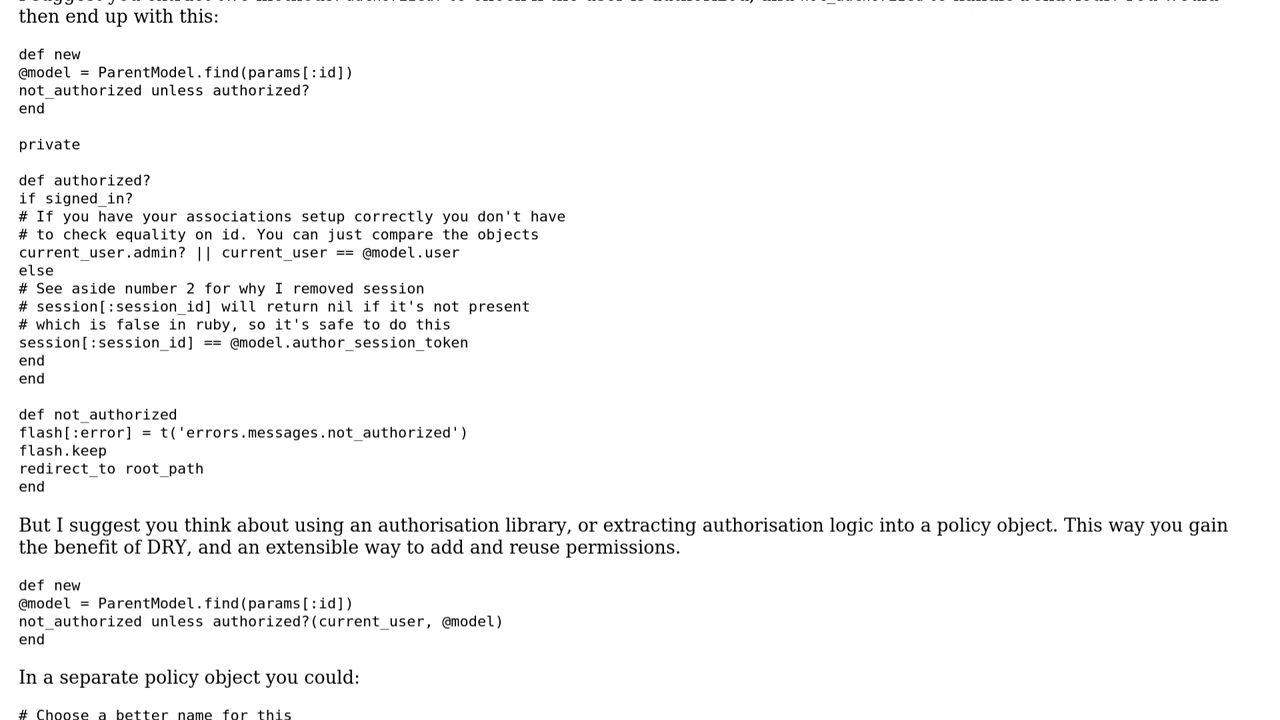 then end up with this:
def new
@model = ParentModel.find(params[:id])
not_authorized unless authorized?
end
private
def authorized?
if signed_in?
# If you have your associations setup correctly you don't have
# to check equality on id. You can just compare the objects
current_user.admin? || current_user == @model.user
else
# See aside number 2 for why I removed session
# session[:session_id] will return nil if it's not present
# which is false in ruby, so it's safe to do this
session[:session_id] == @model.author_session_token
end
end
def not_authorized
flash[:error] = t('errors.messages.not_authorized')
flash.keep
redirect_to root_path
end
But I suggest you think about using an authorisation library, or extracting authorisation logic into a policy object. This way you gain
the benefit of DRY, and an extensible way to add and reuse permissions.
def new
@model = ParentModel.find(params[:id])
not_authorized unless authorized?(current_user, @model)
end
In a separate policy object you could:
# Choose a better name for this